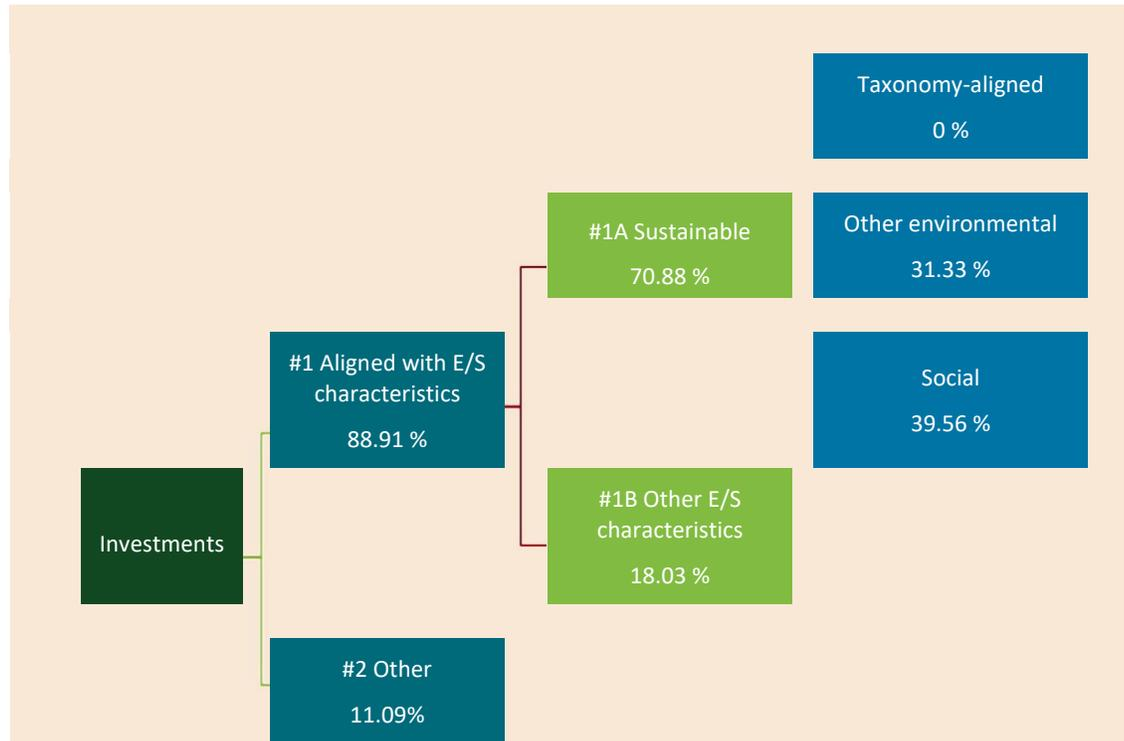 Taxonomy-aligned
0 %
#1A Sustainable
70.88 %
Other environmental
31.33 %
#1 Aligned with E/S
characteristics
88.91 %
Social
39.56 %
Investments
#1B Other E/S
characteristics
18.03 %
#2 Other
11.09%